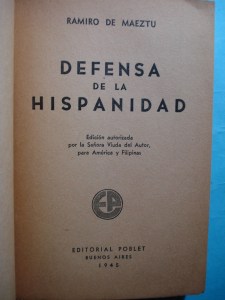 RAMIRO DE MAEZTU
DEFENSA
DE LA
HISPANIDAD
Edición autorizada
por la Señora Viuda del Autor,
para América y Filipinas
EDITORIAL POBLET
BUENOS AIRES